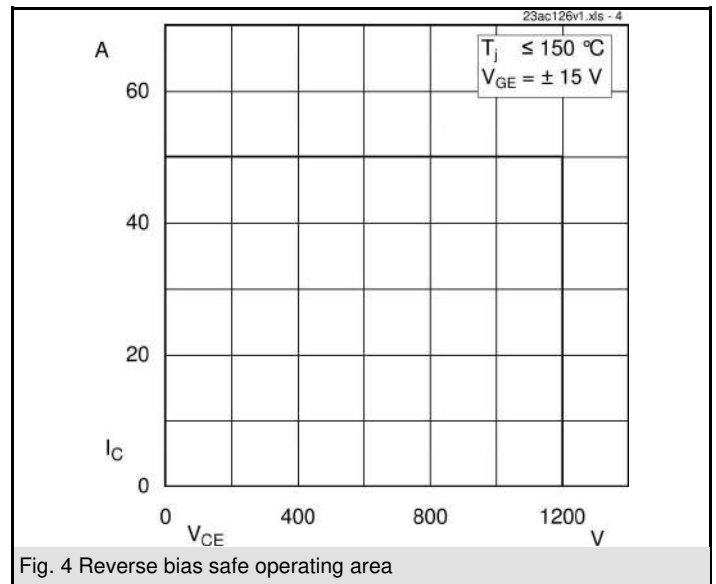 23ac126v1.xls - 4
A
Tj ≤ 150 °C
VGE = ± 15 V
60
40
20
IC
0
0 400 800 1200
VCE V
Fig. 4 Reverse bias safe operating area